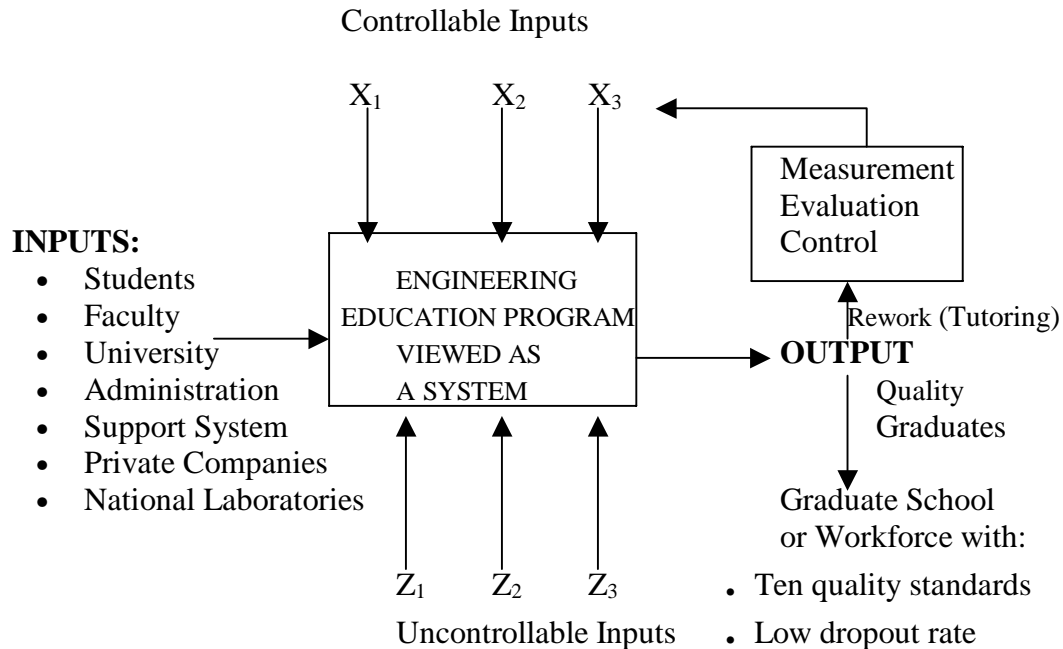 Controllable Inputs
X₁ X₂ X₃
Measurement
Evaluation
Control
INPUTS:
• Students
• Faculty
• University
• Administration
• Support System
• Private Companies
• National Laboratories
ENGINEERING
EDUCATION PROGRAM
VIEWED AS
A SYSTEM
Rework (Tutoring)
OUTPUT
Quality
Graduates
Graduate School
or Workforce with:
• Ten quality standards
• Low dropout rate
Z₁ Z₂ Z₃
Uncontrollable Inputs